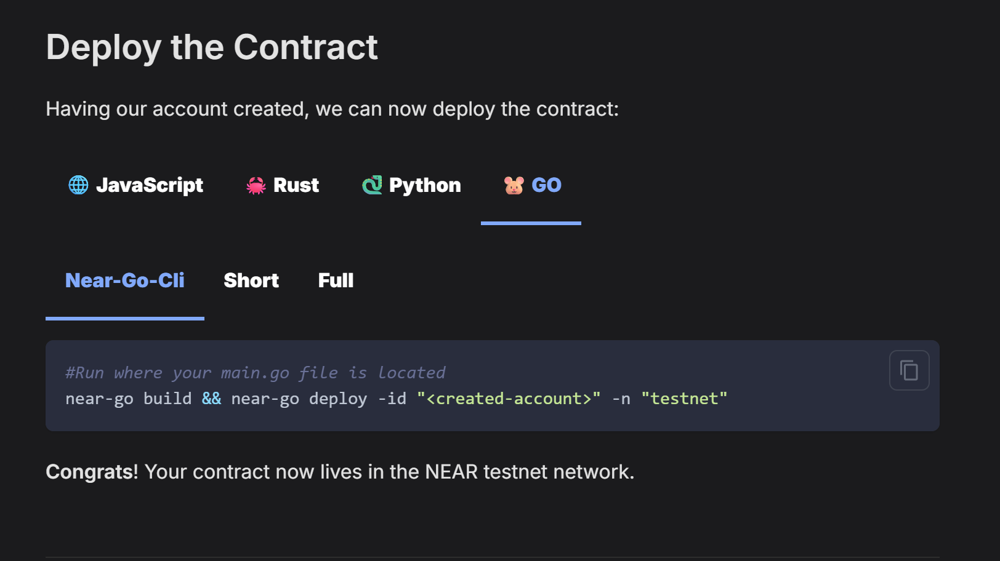 Deploy the Contract
Having our account created, we can now deploy the contract:
JavaScript Rust Python GO
Near-Go-Cli Short Full
#Run where your main.go file is located
near-go build && near-go deploy -id "<created-account>" -n "testnet"
Congrats! Your contract now lives in the NEAR testnet network.